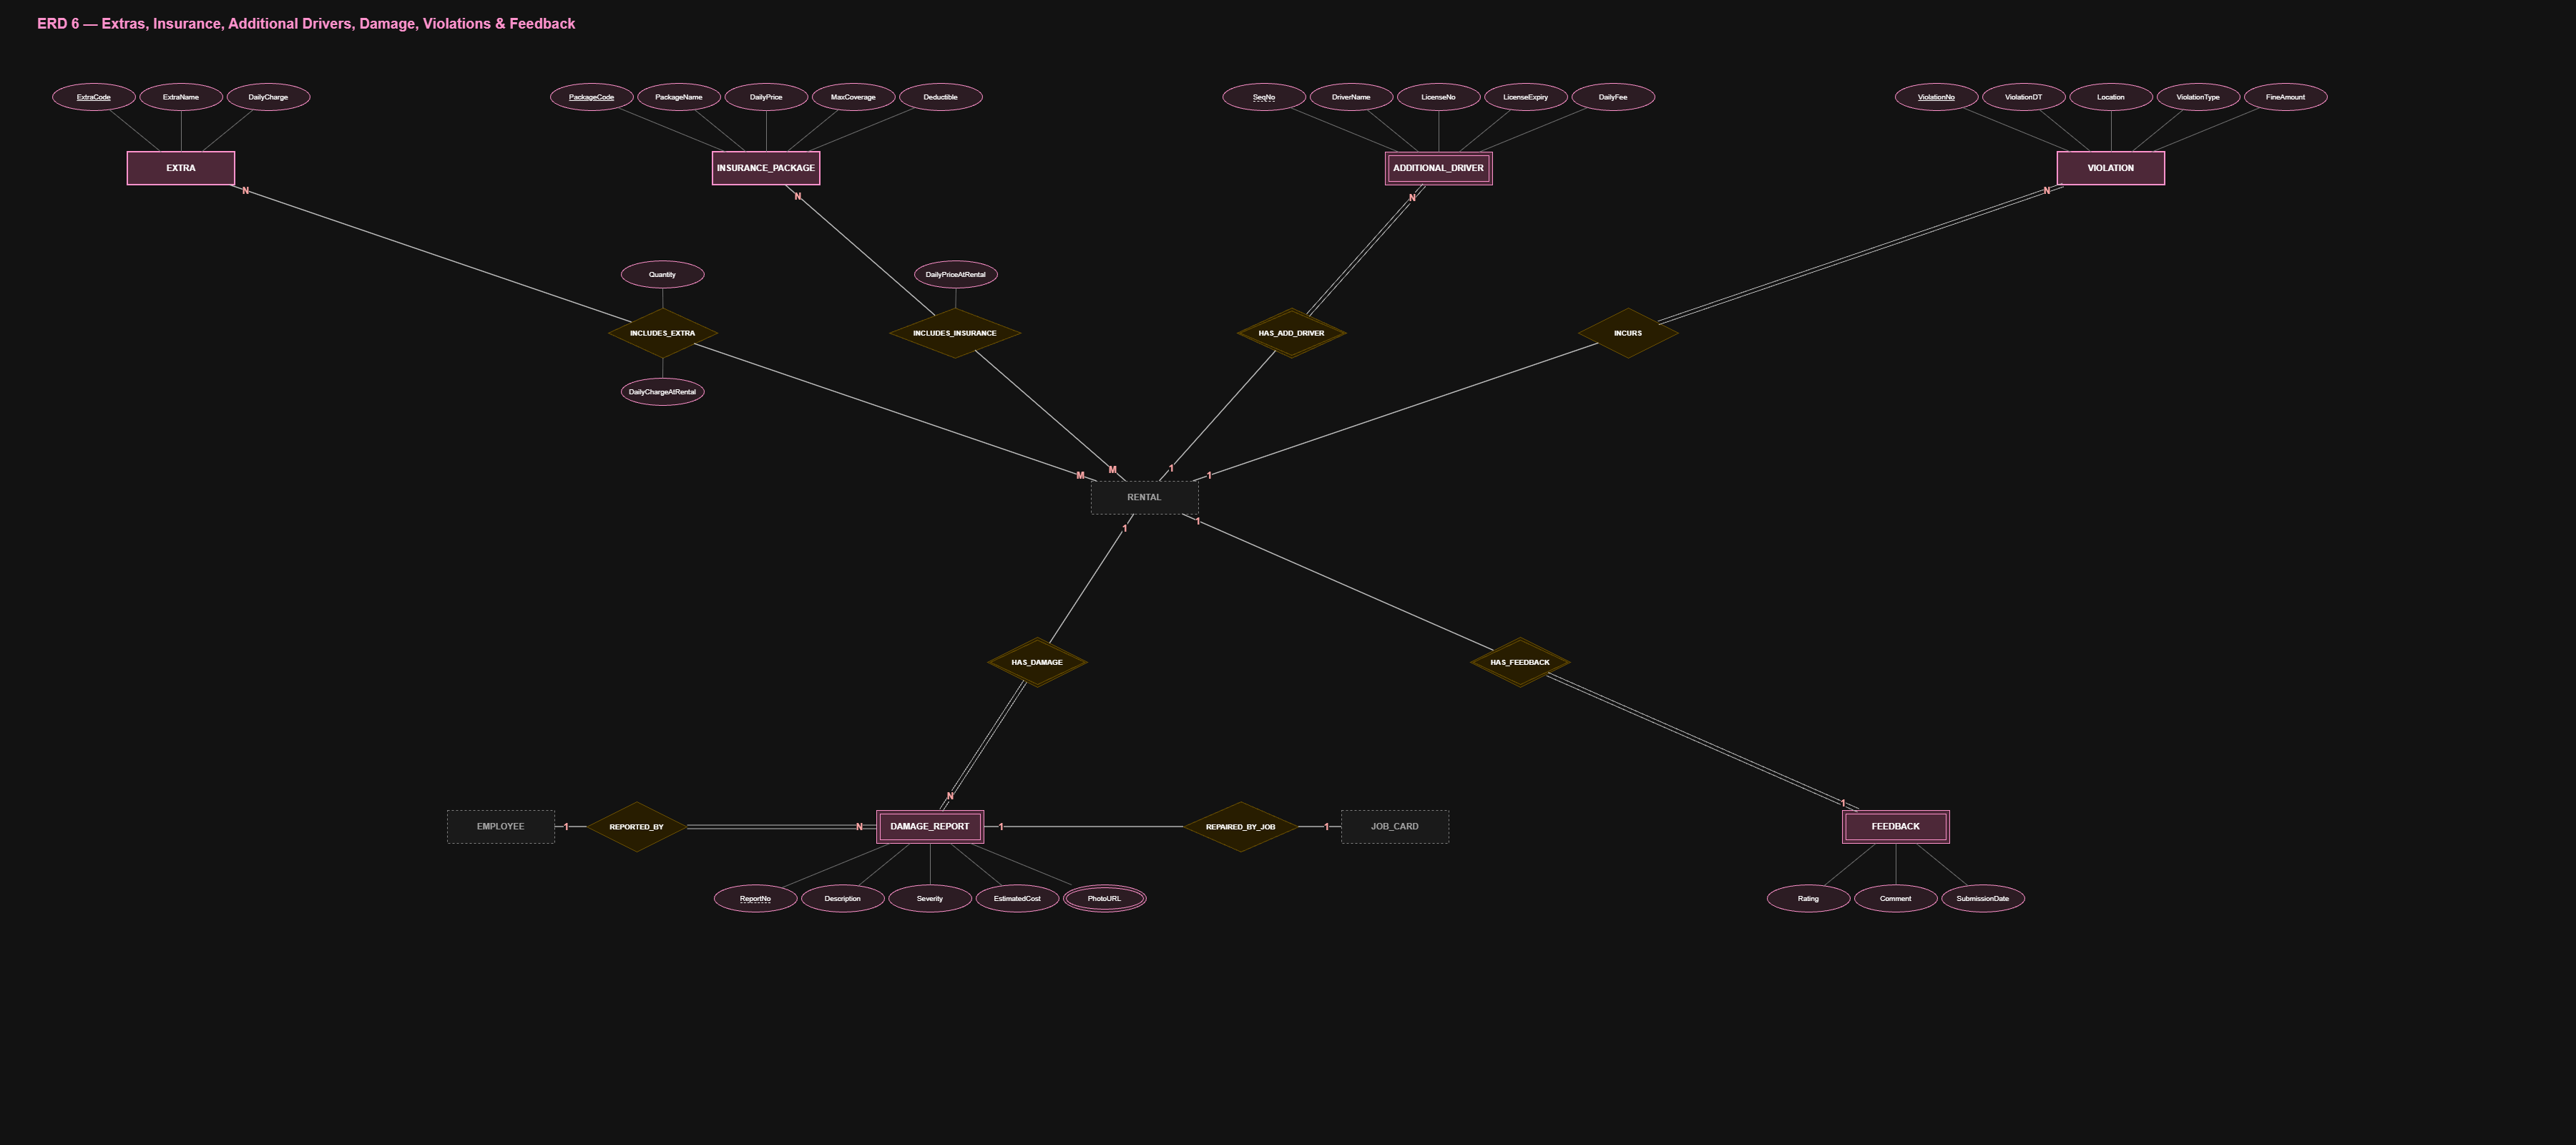 ERD 6 — Extras, Insurance, Additional Drivers, Damage, Violations & Feedback
ExtraCode
ExtraName
DailyCharge
PackageCode
PackageName
DailyPrice
MaxCoverage
Deductible
SeqNo
DriverName
LicenseNo
LicenseExpiry
DailyFee
ViolationNo
ViolationDT
Location
ViolationType
FineAmount
EXTRA
INSURANCE_PACKAGE
ADDITIONAL_DRIVER
VIOLATION
N
N
N
N
Quantity
DailyPriceAtRental
INCLUDES_EXTRA
INCLUDES_INSURANCE
HAS_ADD_DRIVER
INCURS
DailyChargeAtRental
M
M
1
1
RENTAL
1
1
HAS_DAMAGE
HAS_FEEDBACK
N
1
EMPLOYEE
1
REPORTED_BY
N
DAMAGE_REPORT
1
REPAIRED_BY_JOB
1
JOB_CARD
FEEDBACK
ReportNo
Description
Severity
EstimatedCost
PhotoURL
Rating
Comment
SubmissionDate